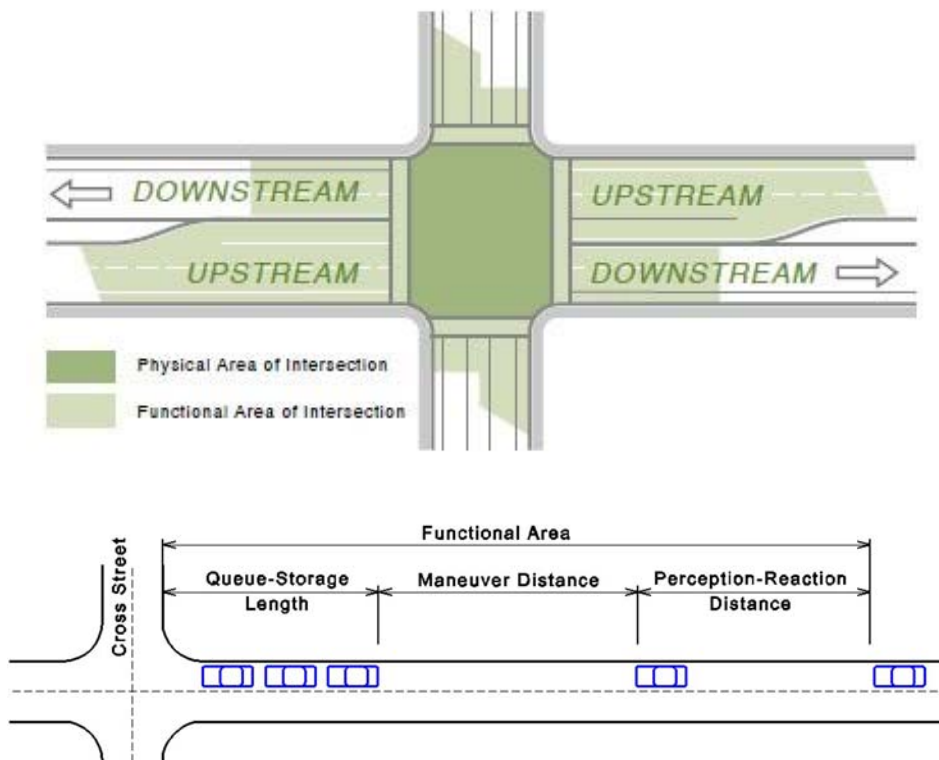 DOWNSTREAM
UPSTREAM
UPSTREAM
DOWNSTREAM
Physical Area of Intersection
Functional Area of Intersection
Functional Area
Cross Street
Queue-Storage
Length
Maneuver Distance
Perception-Reaction
Distance